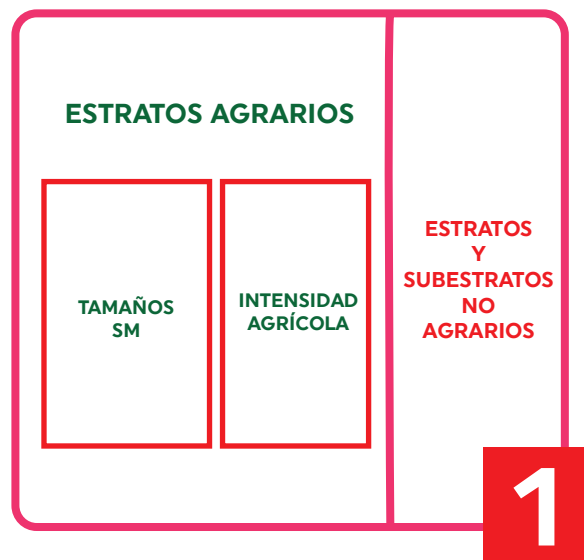 ESTRATOS AGRARIOS
TAMAÑOS
SM
INTENSIDAD
AGRÍCOLA
ESTRATOS
Y
SUBESTRATOS
NO
AGRARIOS
1